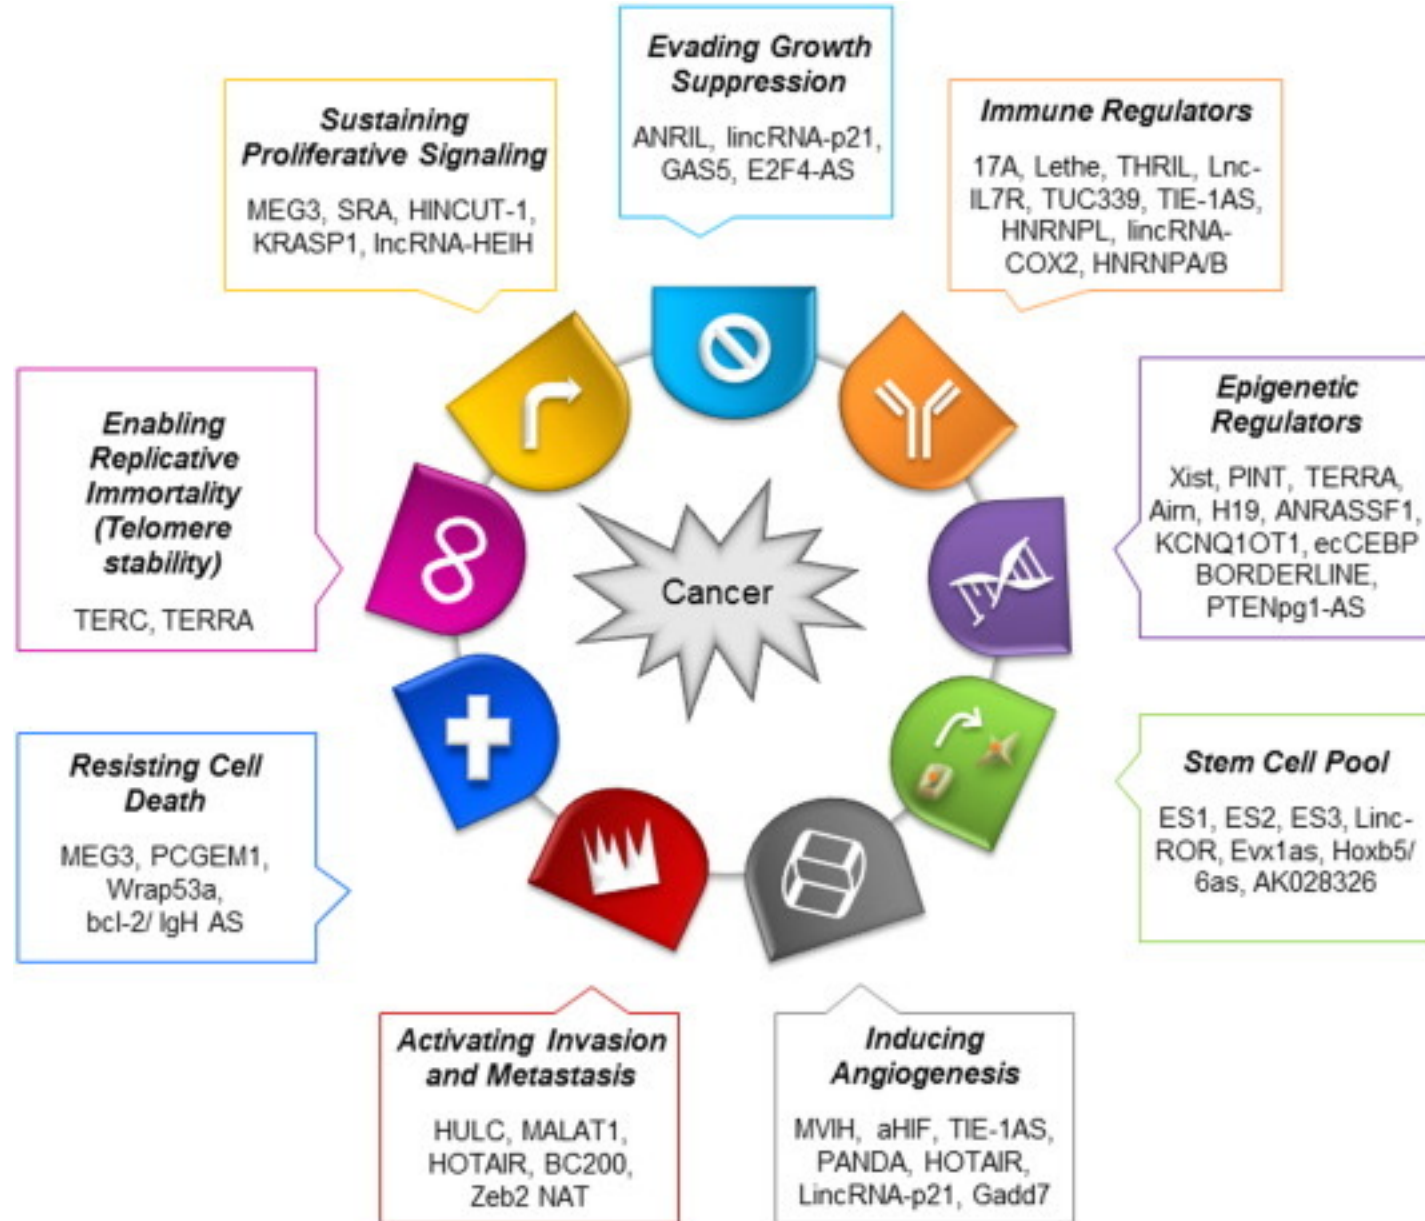 Evading Growth
Suppression
ANRIL, lincRNA-p21,
GAS5, E2F4-AS
Sustaining
Proliferative Signaling
MEG3, SRA, HINCUT-1,
KRASP1, lncRNA-HEIH
Immune Regulators
17A, Lethe, THRIL, Lnc-
IL7R, TUC339, TIE-1AS,
HNRNPL, lincRNA-
COX2, HNRNPA/B
Enabling
Replicative
Immortality
(Telomere
stability)
TERC, TERRA
Epigenetic
Regulators
Xist, PINT, TERRA,
Airn, H19, ANRASSF1,
KCNQ1OT1, ecCEBP
BORDERLINE,
PTENpg1-AS
Cancer
Resisting Cell
Death
MEG3, PCGEM1,
Wrap53a,
bcl-2/ IgH AS
Stem Cell Pool
ES1, ES2, ES3, Linc-
ROR, Evx1as, Hoxb5/
6as, AK028326
Activating Invasion
and Metastasis
HULC, MALAT1,
HOTAIR, BC200,
Zeb2 NAT
Inducing
Angiogenesis
MVIH, aHIF, TIE-1AS,
PANDA, HOTAIR,
LincRNA-p21, Gadd7